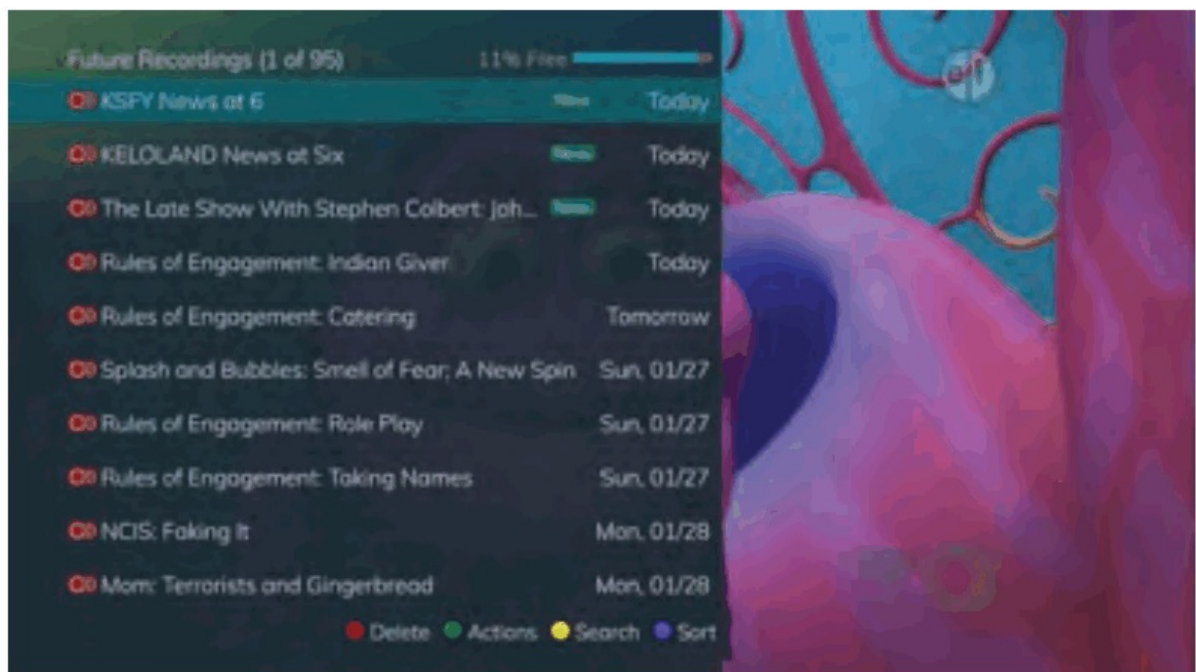 Future Recordings (1 of 95) 11% Free
KSFY News at 6 New Today
KELOLAND News at Six New Today
The Late Show With Stephen Colbert: Joh... New Today
Rules of Engagement: Indian Giver Today
Rules of Engagement: Catering Tomorrow
Splash and Bubbles: Smell of Fear; A New Spin Sun, 01/27
Rules of Engagement: Role Play Sun, 01/27
Rules of Engagement: Taking Names Sun, 01/27
NCIS: Faking It Mon, 01/28
Mom: Terrorists and Gingerbread Mon, 01/28
Delete Actions Search Sort